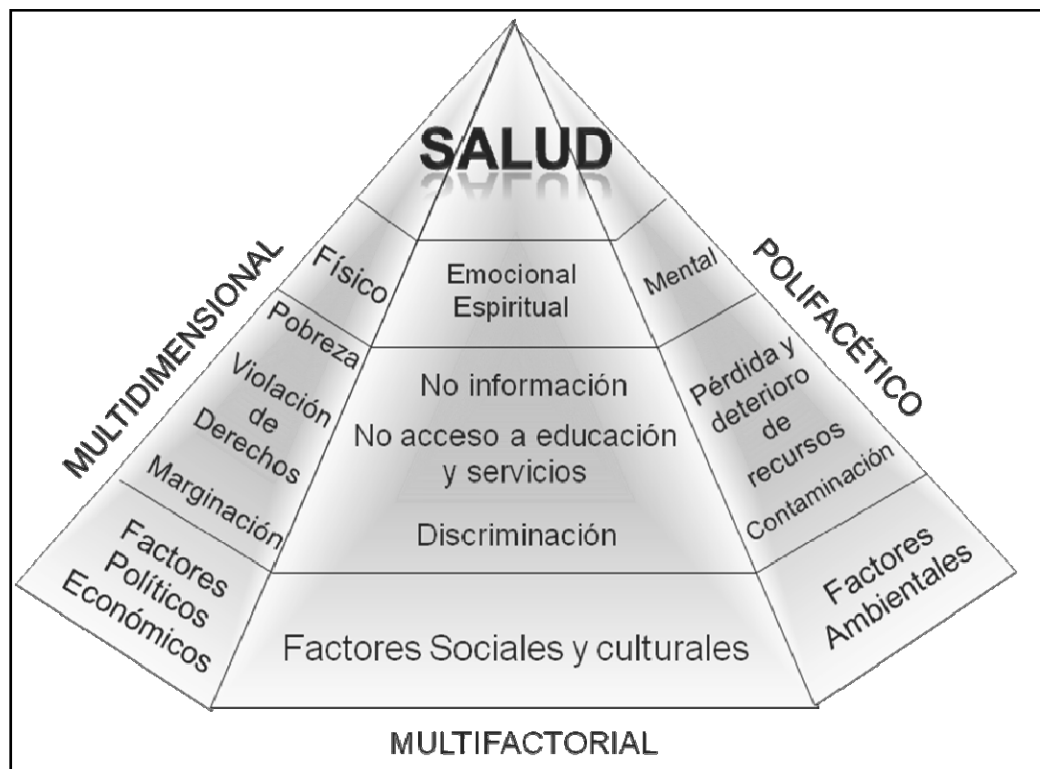 SALUD
MULTIDIMENSIONAL
Físico
Pobreza
Violación
de
Derechos
Marginación
Factores
Políticos
Económicos
Emocional
Espiritual
No información
No acceso a educación
y servicios
Discriminación
Factores Sociales y culturales
Mental
Pérdida y
deterioro
de
recursos
Contaminación
Factores
Ambientales
POLIFACÉTICO
MULTIFACTORIAL